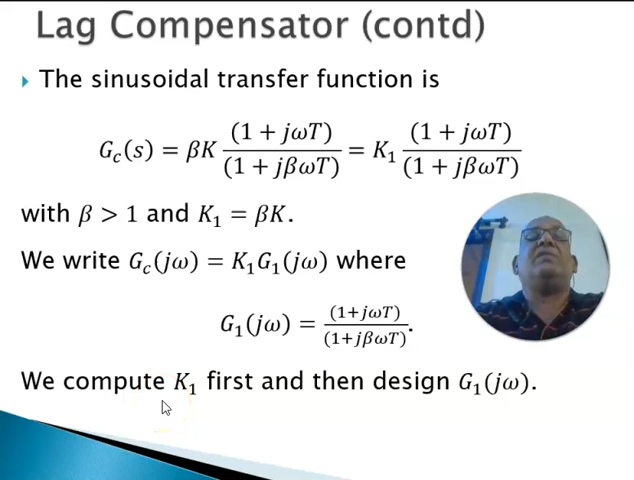 Lag Compensator (contd)
The sinusoidal transfer function is
G_c(s) = βK (1 + jωT)/(1 + jβωT) = K_1 (1 + jωT)/(1 + jβωT)
with β > 1 and K_1 = βK.
We write G_c(jω) = K_1G_1(jω) where
G_1(jω) = (1+jωT)/(1+jβωT).
We compute K_1 first and then design G_1(jω).